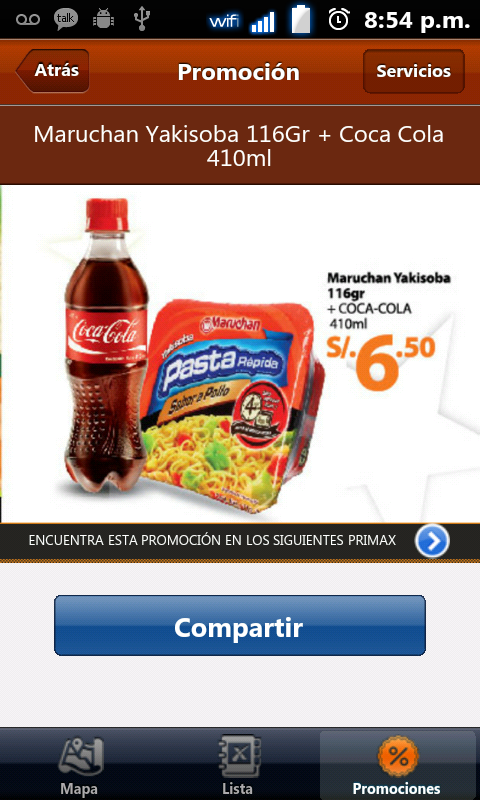 talk
wifi
8:54 p.m.
Atrás
Promoción
Servicios
Maruchan Yakisoba 116Gr + Coca Cola
410ml
Coca-Cola
Maruchan
Yakisoba
Pasta Rápida
Sabor a Pollo
4
Maruchan Yakisoba
116gr
+ COCA-COLA
410ml
S/.6.50
ENCUENTRA ESTA PROMOCIÓN EN LOS SIGUIENTES PRIMAX
Compartir
Mapa
Lista
Promociones